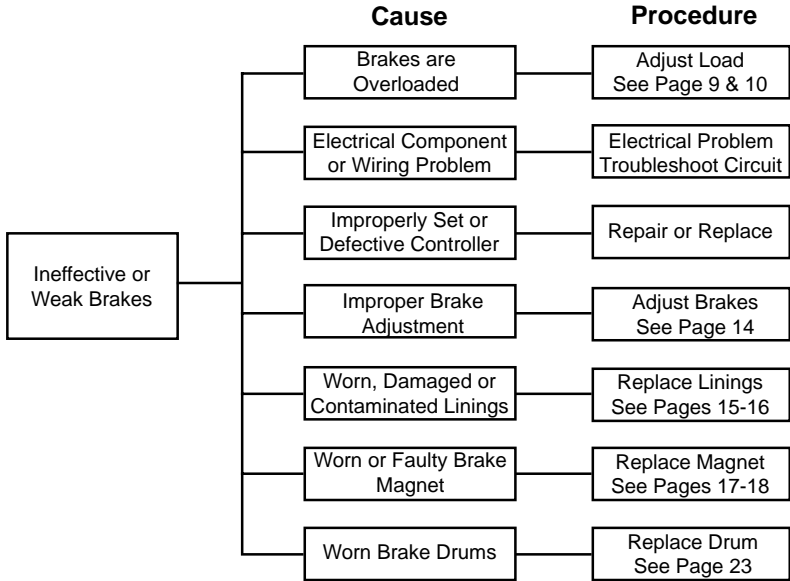 Cause
Procedure
Brakes are
Overloaded
Adjust Load
See Page 9 & 10
Electrical Component
or Wiring Problem
Electrical Problem
Troubleshoot Circuit
Improperly Set or
Defective Controller
Repair or Replace
Ineffective or
Weak Brakes
Improper Brake
Adjustment
Adjust Brakes
See Page 14
Worn, Damaged or
Contaminated Linings
Replace Linings
See Pages 15-16
Worn or Faulty Brake
Magnet
Replace Magnet
See Pages 17-18
Worn Brake Drums
Replace Drum
See Page 23